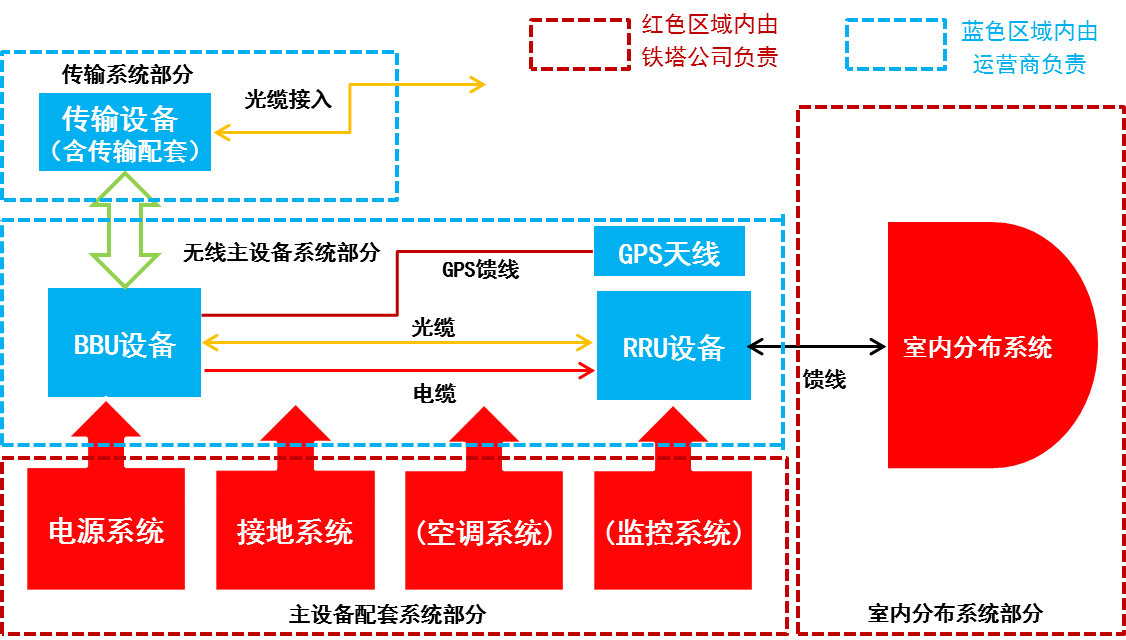 红色区域内由
铁塔公司负责
蓝色区域内由
运营商负责
传输系统部分
光缆接入
传输设备
（含传输配套）
无线主设备系统部分
GPS馈线
GPS天线
BBU设备
光缆
RRU设备
电缆
馈线
室内分布系统
电源系统
接地系统
(空调系统)
(监控系统)
主设备配套系统部分
室内分布系统部分